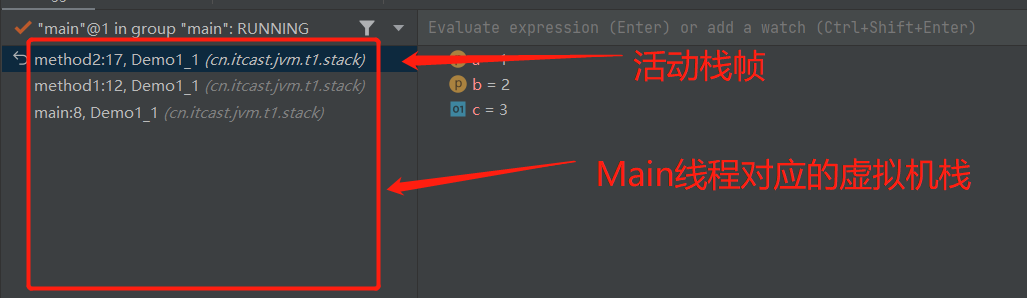 "main"@1 in group "main": RUNNING
Evaluate expression (Enter) or add a watch (Ctrl+Shift+Enter)
method2:17, Demo1_1 (cn.itcast.jvm.t1.stack)
活动栈帧
method1:12, Demo1_1 (cn.itcast.jvm.t1.stack)
b = 2
main:8, Demo1_1 (cn.itcast.jvm.t1.stack)
c = 3
Main线程对应的虚拟机栈